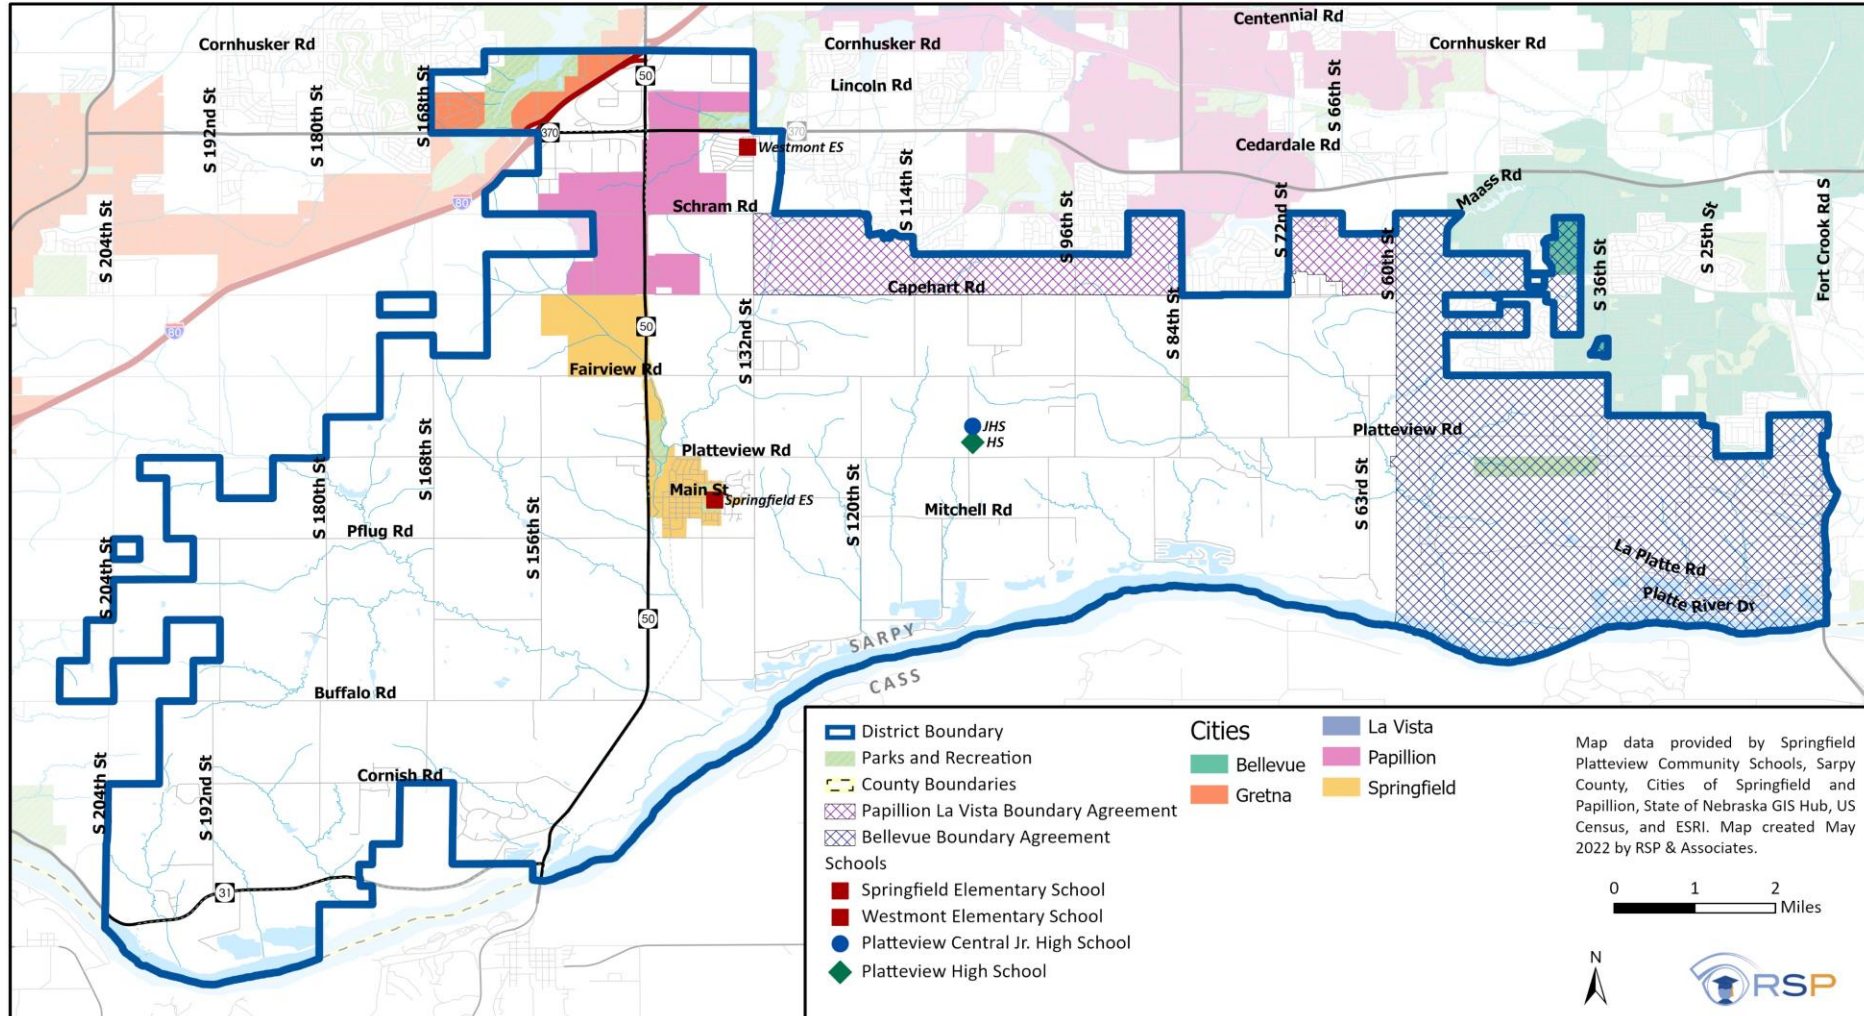 Centennial Rd
Cornhusker Rd
Cornhusker Rd
Cornhusker Rd
S 192nd St
S 180th St
S 168th St
50
Lincoln Rd
S 66th St
370
370
Westmont ES
Cedardale Rd
S 114th St
Maass Rd
S 204th St
80
Schram Rd
S 96th St
S 72nd St
S 60th St
S 36th St
S 25th St
Fort Crook Rd S
Capehart Rd
80
50
S 132nd St
S 84th St
Fairview Rd
JHS
HS
S 168th St
Platteview Rd
Platteview Rd
S 180th St
Main St
Springfield ES
S 120th St
Mitchell Rd
S 63rd St
Pflug Rd
S 156th St
S 204th St
La Platte Rd
Platte River Dr
50
SARPY
CASS
Buffalo Rd
Cornish Rd
S 204th St
S 192nd St
31
District Boundary
Parks and Recreation
County Boundaries
Papillion La Vista Boundary Agreement
Bellevue Boundary Agreement
Schools
Springfield Elementary School
Westmont Elementary School
Platteview Central Jr. High School
Platteview High School
Cities
Bellevue
Gretna
La Vista
Papillion
Springfield
Map data provided by Springfield
Platteview Community Schools, Sarpy
County, Cities of Springfield and
Papillion, State of Nebraska GIS Hub, US
Census, and ESRI. Map created May
2022 by RSP & Associates.
0 1 2
Miles
N
RSP